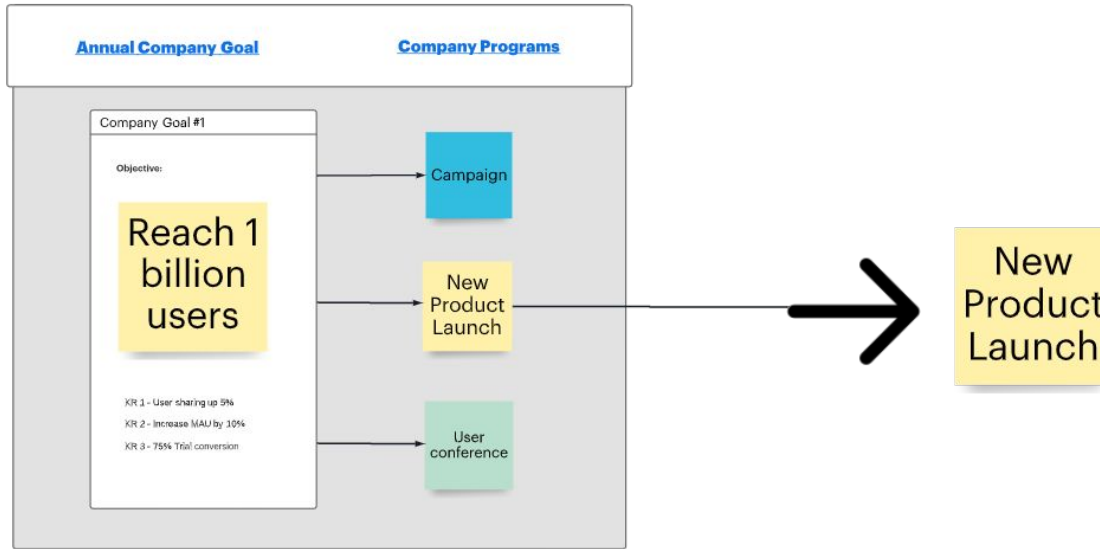 Annual Company Goal
Company Programs
Company Goal #1
Objective:
Reach 1
billion
users
KR 1 - User sharing up 5%
KR 2 - Increase MAU by 10%
KR 3 - 75% Trial conversion
Campaign
New
Product
Launch
User
conference
New
Product
Launch